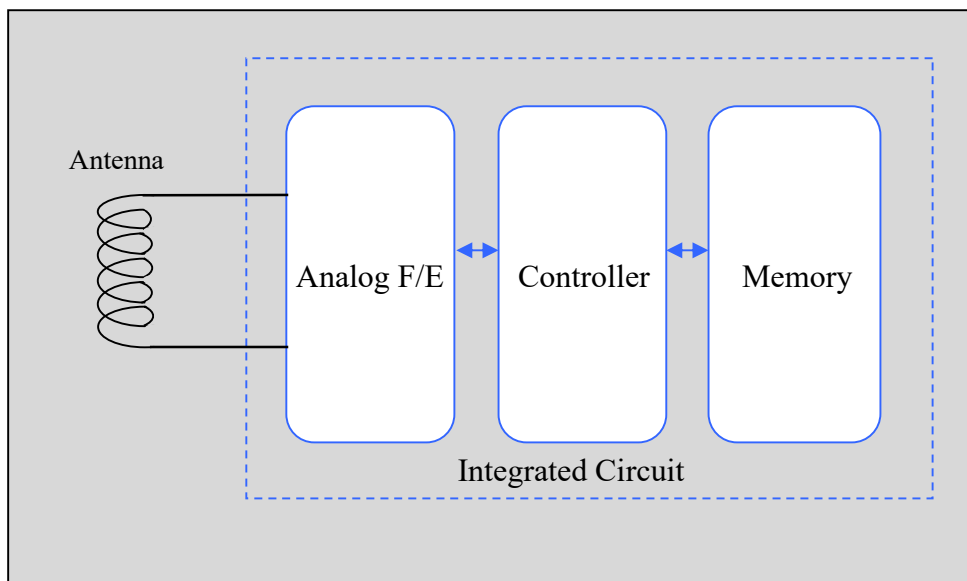 Antenna
Analog F/E
Controller
Memory
Integrated Circuit